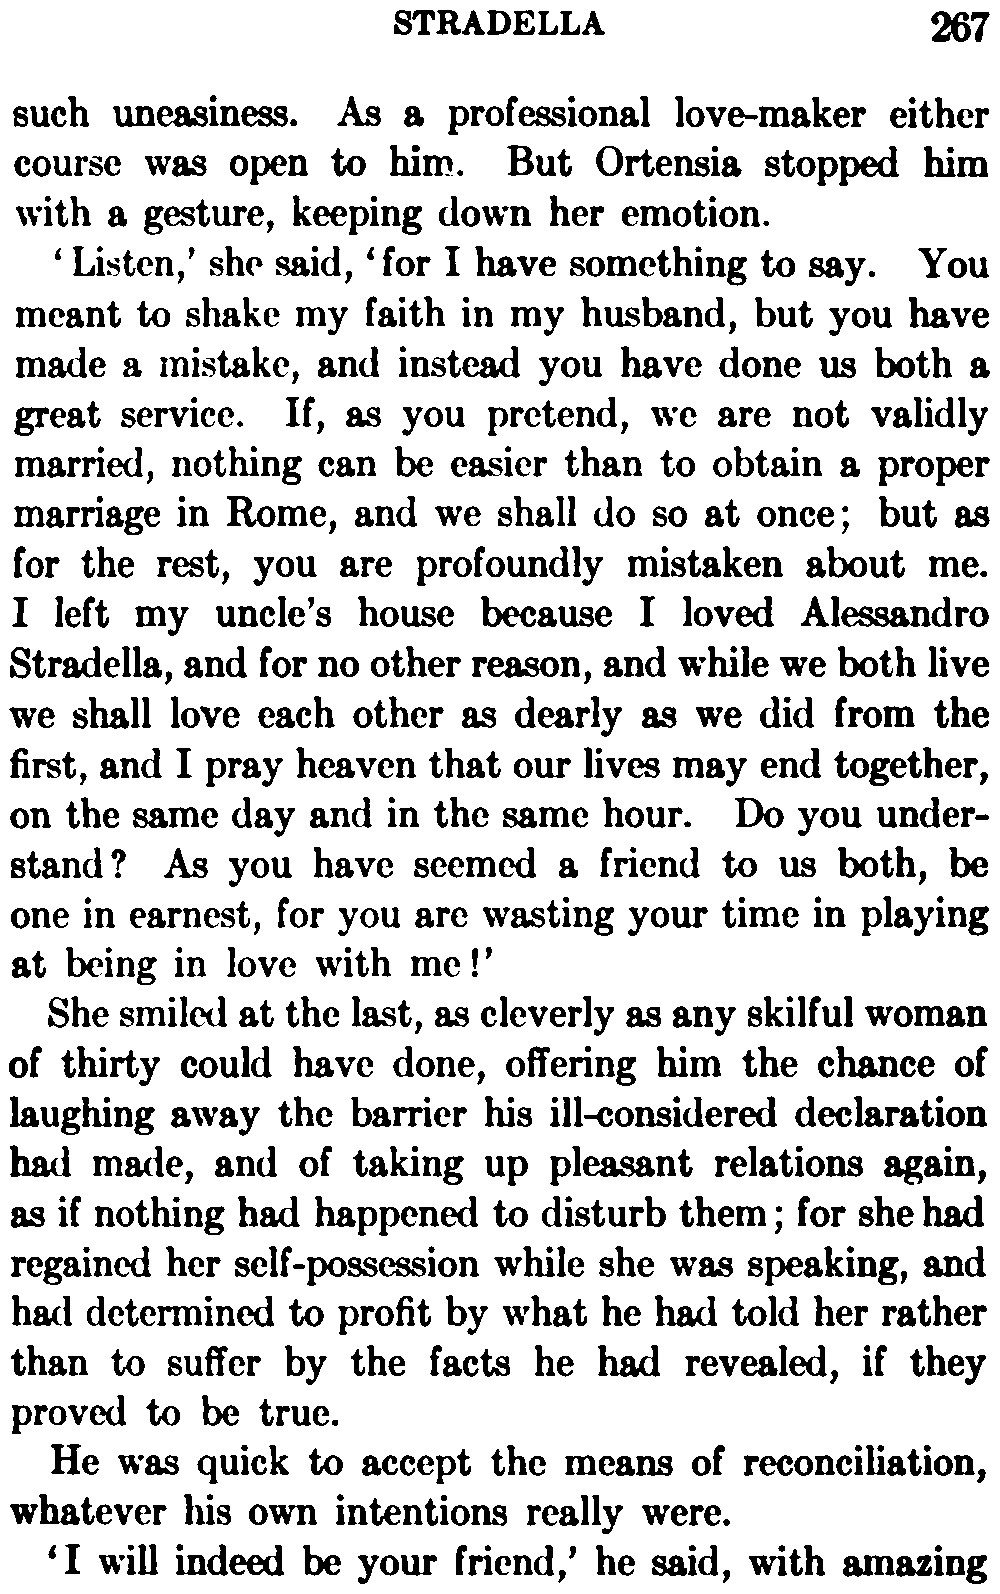 STRADELLA 267
such uneasiness. As a professional love-maker either
course was open to him. But Ortensia stopped him
with a gesture, keeping down her emotion.
‘Listen,’ she said, ‘for I have something to say. You
meant to shake my faith in my husband, but you have
made a mistake, and instead you have done us both a
great service. If, as you pretend, we are not validly
married, nothing can be easier than to obtain a proper
marriage in Rome, and we shall do so at once; but as
for the rest, you are profoundly mistaken about me.
I left my uncle’s house because I loved Alessandro
Stradella, and for no other reason, and while we both live
we shall love each other as dearly as we did from the
first, and I pray heaven that our lives may end together,
on the same day and in the same hour. Do you under-
stand? As you have seemed a friend to us both, be
one in earnest, for you are wasting your time in playing
at being in love with me!’
She smiled at the last, as cleverly as any skilful woman
of thirty could have done, offering him the chance of
laughing away the barrier his ill-considered declaration
had made, and of taking up pleasant relations again,
as if nothing had happened to disturb them; for she had
regained her self-possession while she was speaking, and
had determined to profit by what he had told her rather
than to suffer by the facts he had revealed, if they
proved to be true.
He was quick to accept the means of reconciliation,
whatever his own intentions really were.
‘I will indeed be your friend,’ he said, with amazing